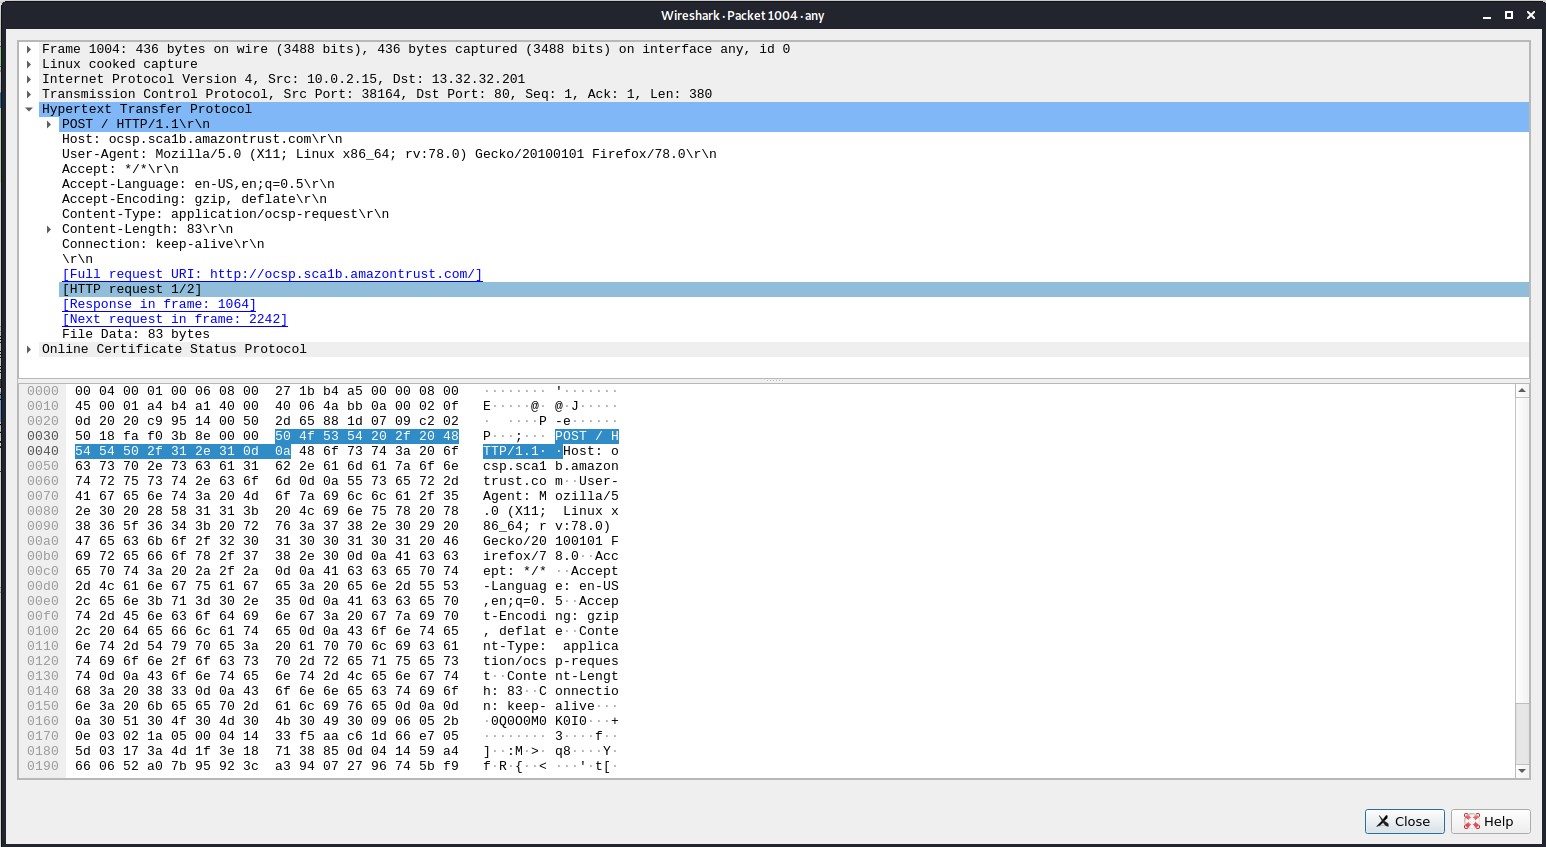 Wireshark · Packet 1004 · any
Frame 1004: 436 bytes on wire (3488 bits), 436 bytes captured (3488 bits) on interface any, id 0
Linux cooked capture
Internet Protocol Version 4, Src: 10.0.2.15, Dst: 13.32.32.201
Transmission Control Protocol, Src Port: 38164, Dst Port: 80, Seq: 1, Ack: 1, Len: 380
Hypertext Transfer Protocol
POST / HTTP/1.1\r\n
Host: ocsp.sca1b.amazontrust.com\r\n
User-Agent: Mozilla/5.0 (X11; Linux x86_64; rv:78.0) Gecko/20100101 Firefox/78.0\r\n
Accept: */*\r\n
Accept-Language: en-US,en;q=0.5\r\n
Accept-Encoding: gzip, deflate\r\n
Content-Type: application/ocsp-request\r\n
Content-Length: 83\r\n
Connection: keep-alive\r\n
\r\n
[Full request URI: http://ocsp.sca1b.amazontrust.com/]
[HTTP request 1/2]
[Response in frame: 1064]
[Next request in frame: 2242]
File Data: 83 bytes
Online Certificate Status Protocol
0000 00 04 00 01 00 06 08 00 27 1b b4 a5 00 00 08 00 ········ '·······
0010 45 00 01 a4 b4 a1 40 00 40 06 4a bb 0a 00 02 0f E·····@· @·J·····
0020 0d 20 20 c9 95 14 00 50 2d 65 88 1d 07 09 c2 02 ·  ····P -e······
0030 50 18 fa f0 3b 8e 00 00 50 4f 53 54 20 2f 20 48 P···;··· POST / H
0040 54 54 50 2f 31 2e 31 0d 0a 48 6f 73 74 3a 20 6f TTP/1.1· ·Host: o
0050 63 73 70 2e 73 63 61 31 62 2e 61 6d 61 7a 6f 6e csp.sca1 b.amazon
0060 74 72 75 73 74 2e 63 6f 6d 0d 0a 55 73 65 72 2d trust.co m··User-
0070 41 67 65 6e 74 3a 20 4d 6f 7a 69 6c 6c 61 2f 35 Agent: M ozilla/5
0080 2e 30 20 28 58 31 31 3b 20 4c 69 6e 75 78 20 78 .0 (X11;  Linux x
0090 38 36 5f 36 34 3b 20 72 76 3a 37 38 2e 30 29 20 86_64; r v:78.0)
00a0 47 65 63 6b 6f 2f 32 30 31 30 30 31 30 31 20 46 Gecko/20 100101 F
00b0 69 72 65 66 6f 78 2f 37 38 2e 30 0d 0a 41 63 63 irefox/7 8.0··Acc
00c0 65 70 74 3a 20 2a 2f 2a 0d 0a 41 63 63 65 70 74 ept: */* ··Accept
00d0 2d 4c 61 6e 67 75 61 67 65 3a 20 65 6e 2d 55 53 -Languag e: en-US
00e0 2c 65 6e 3b 71 3d 30 2e 35 0d 0a 41 63 63 65 70 ,en;q=0. 5··Accep
00f0 74 2d 45 6e 63 6f 64 69 6e 67 3a 20 67 7a 69 70 t-Encodi ng: gzip
0100 2c 20 64 65 66 6c 61 74 65 0d 0a 43 6f 6e 74 65 , deflat e··Conte
0110 6e 74 2d 54 79 70 65 3a 20 61 70 70 6c 69 63 61 nt-Type:  applica
0120 74 69 6f 6e 2f 6f 63 73 70 2d 72 65 71 75 65 73 tion/ocs p-reques
0130 74 0d 0a 43 6f 6e 74 65 6e 74 2d 4c 65 6e 67 74 t··Conte nt-Lengt
0140 68 3a 20 38 33 0d 0a 43 6f 6e 6e 65 63 74 69 6f h: 83··C onnectio
0150 6e 3a 20 6b 65 65 70 2d 61 6c 69 76 65 0d 0a 0d n: keep- alive···
0160 0a 30 51 30 4f 30 4d 30 4b 30 49 30 09 06 05 2b ·0Q0O0M0 K0I0···+
0170 0e 03 02 1a 05 00 04 14 33 f5 aa c6 1d 66 e7 05 ········ 3····f··
0180 5d 03 17 3a 4d 1f 3e 18 71 38 85 0d 04 14 59 a4 ]··:M·>· q8····Y·
0190 66 06 52 a0 7b 95 92 3c a3 94 07 27 96 74 5b f9 f·R·{··< ···'·t[·
Close
Help